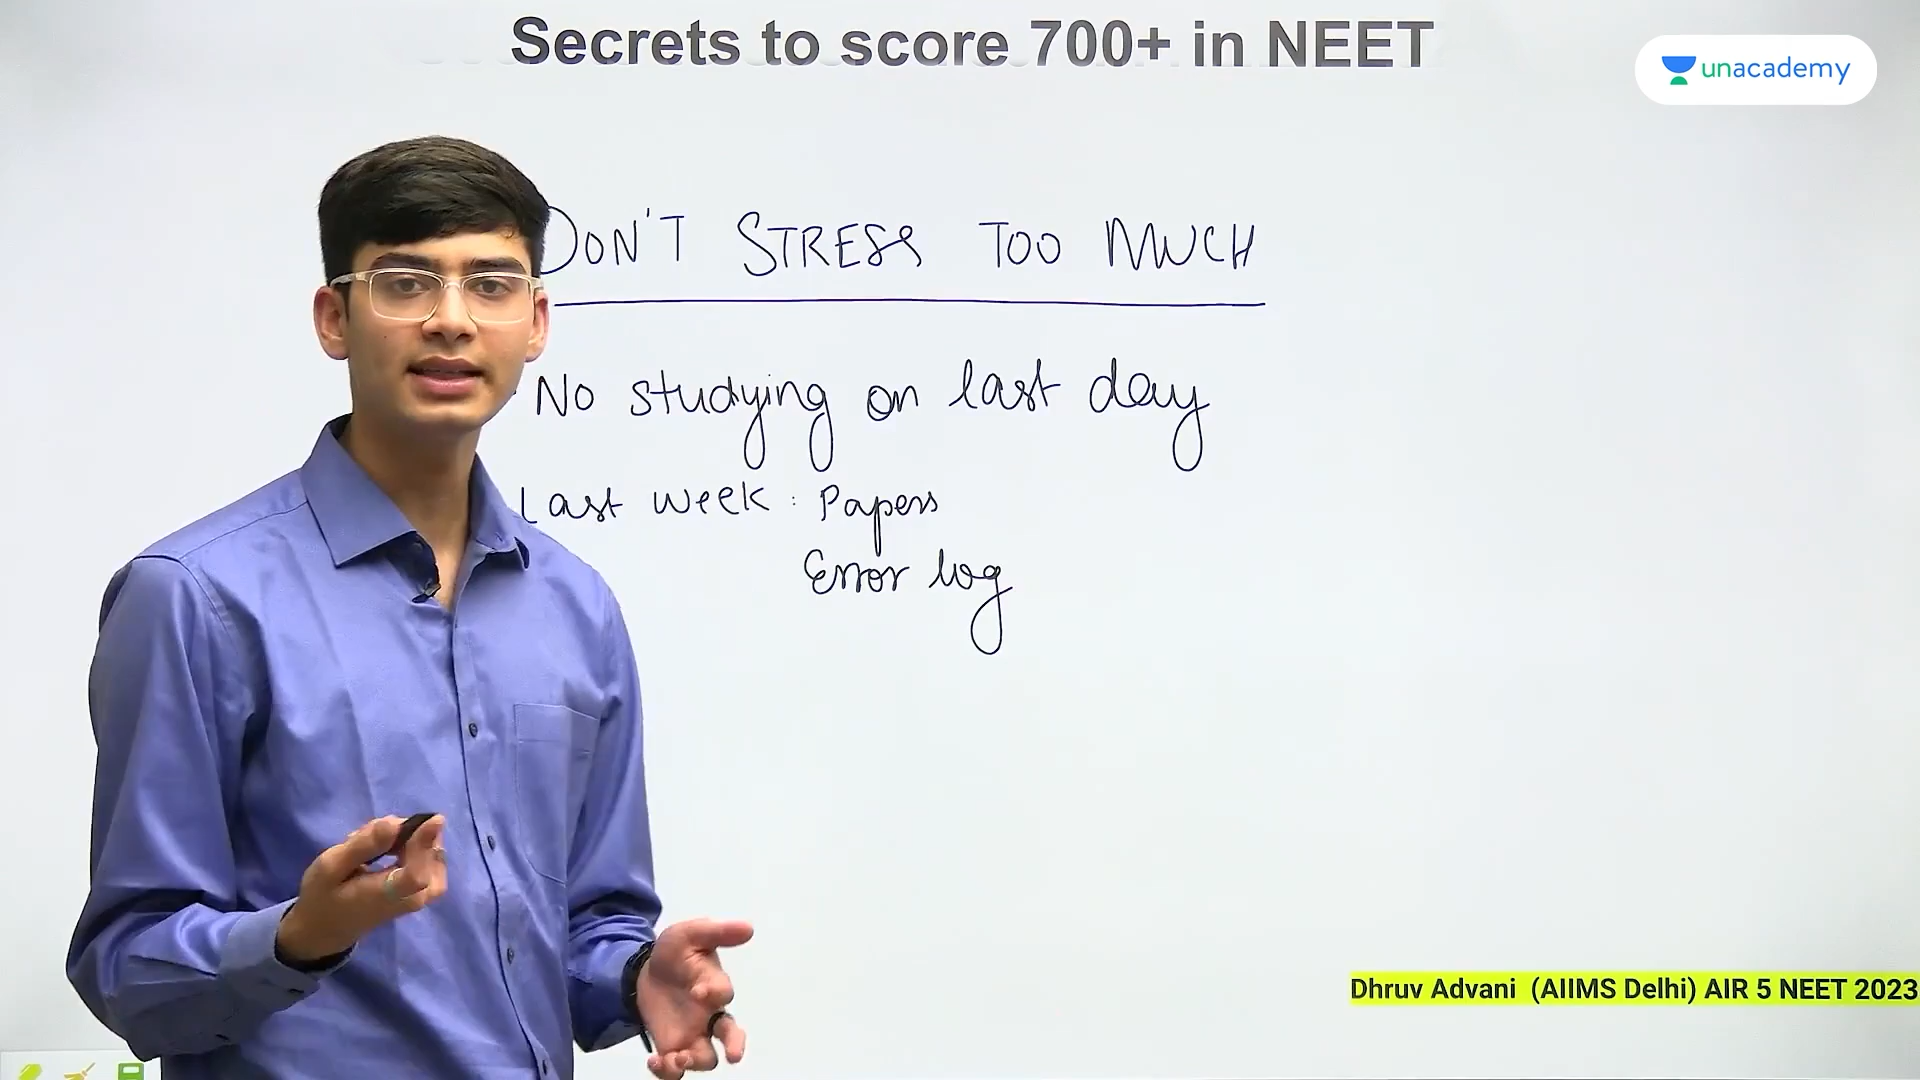 Secrets to score 700+ in NEET
unacademy
DON'T STRESS TOO MUCH
No studying on last day
Last week : Papers
Error log
Dhruv Advani (AIIMS Delhi) AIR 5 NEET 2023